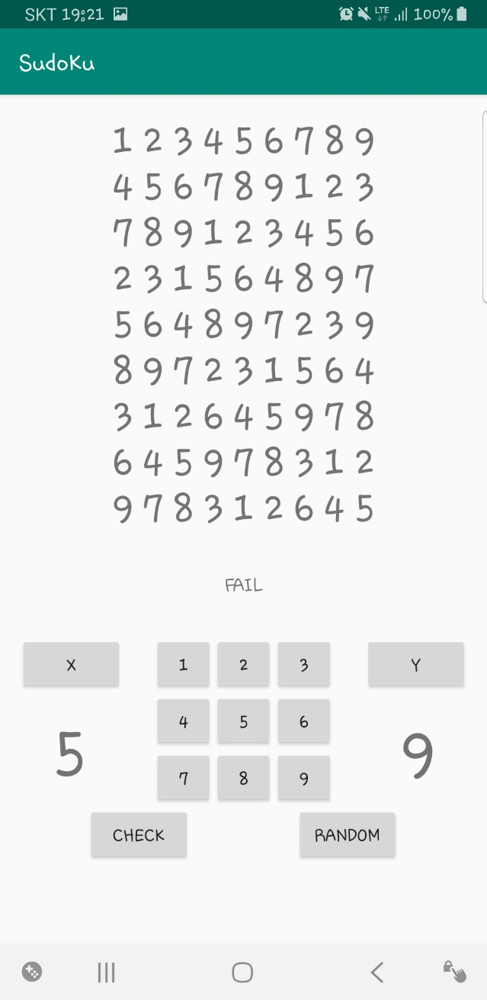 SKT 19:21 LTE 100%
SudoKu
1 2 3 4 5 6 7 8 9
4 5 6 7 8 9 1 2 3
7 8 9 1 2 3 4 5 6
2 3 1 5 6 4 8 9 7
5 6 4 8 9 7 2 3 9
8 9 7 2 3 1 5 6 4
3 1 2 6 4 5 9 7 8
6 4 5 9 7 8 3 1 2
9 7 8 3 1 2 6 4 5
FAIL
X 1 2 3 Y
4 5 6
5 9
7 8 9
CHECK RANDOM